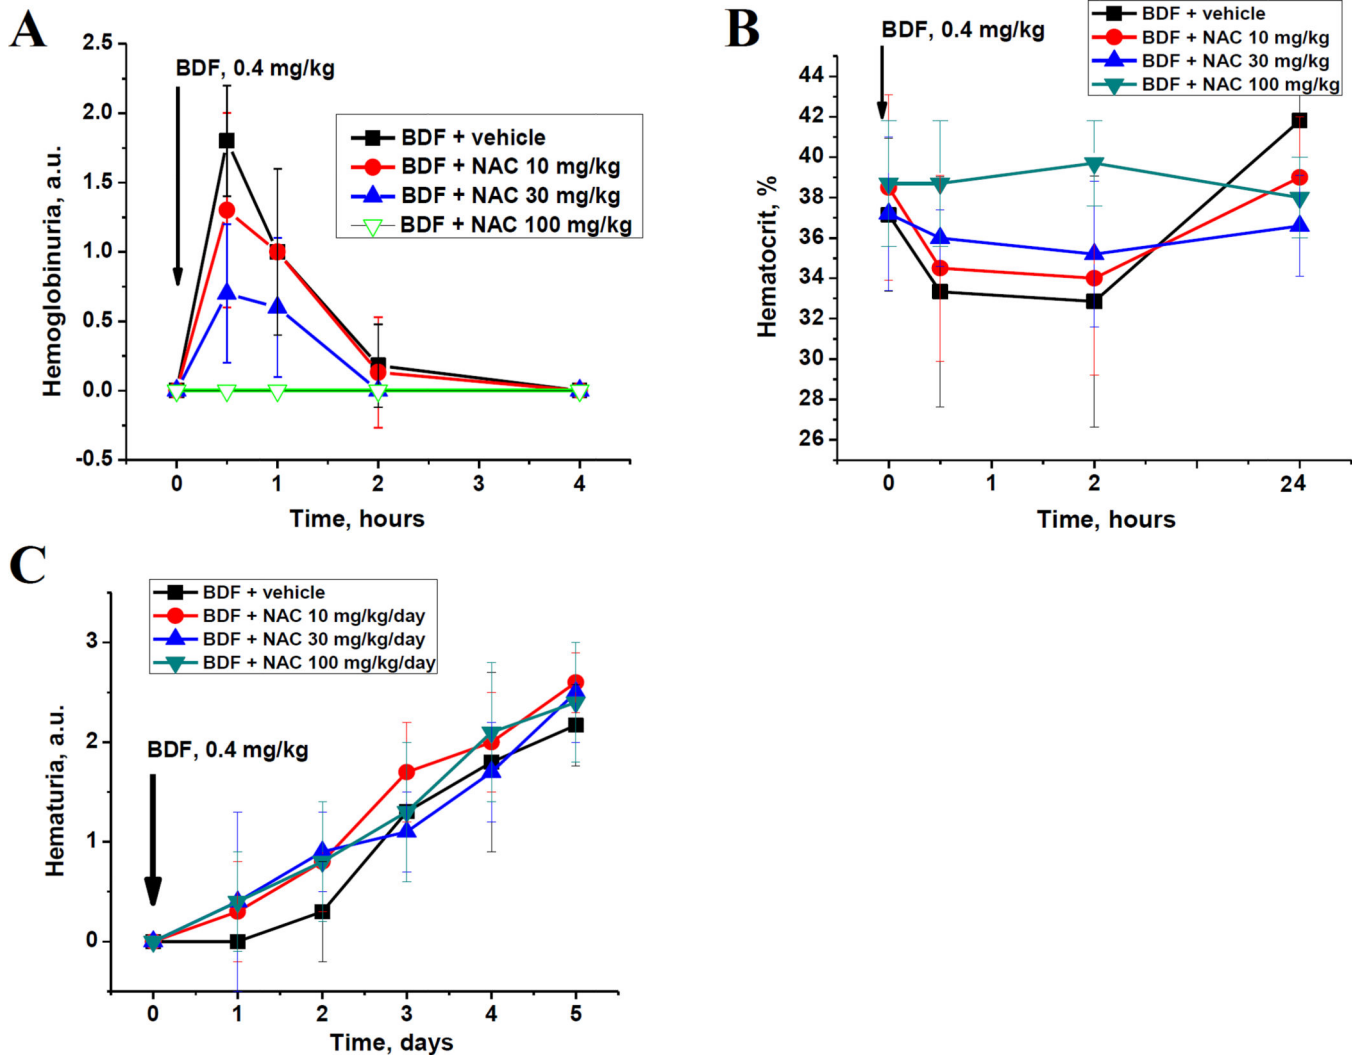 A
BDF, 0.4 mg/kg
BDF + vehicle
BDF + NAC 10 mg/kg
BDF + NAC 30 mg/kg
BDF + NAC 100 mg/kg
Hemoglobinuria, a.u.
2.5
2.0
1.5
1.0
0.5
0.0
-0.5
0 1 2 3 4
Time, hours
B
BDF, 0.4 mg/kg
BDF + vehicle
BDF + NAC 10 mg/kg
BDF + NAC 30 mg/kg
BDF + NAC 100 mg/kg
Hematocrit, %
44
42
40
38
36
34
32
30
28
26
0 1 2 24
Time, hours
C
BDF + vehicle
BDF + NAC 10 mg/kg/day
BDF + NAC 30 mg/kg/day
BDF + NAC 100 mg/kg/day
BDF, 0.4 mg/kg
Hematuria, a.u.
3
2
1
0
0 1 2 3 4 5
Time, days